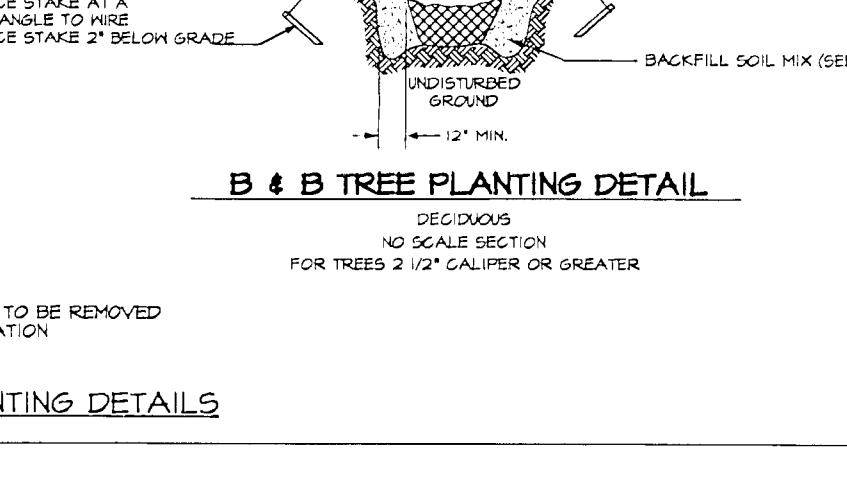 CE STAKE AT A
ANGLE TO WIRE
CE STAKE 2" BELOW GRADE
BACKFILL SOIL MIX (SEE
UNDISTURBED
GROUND
12" MIN.
B & B TREE PLANTING DETAIL
DECIDUOUS
NO SCALE SECTION
FOR TREES 2 1/2" CALIPER OR GREATER
TO BE REMOVED
ATION
NTING DETAILS